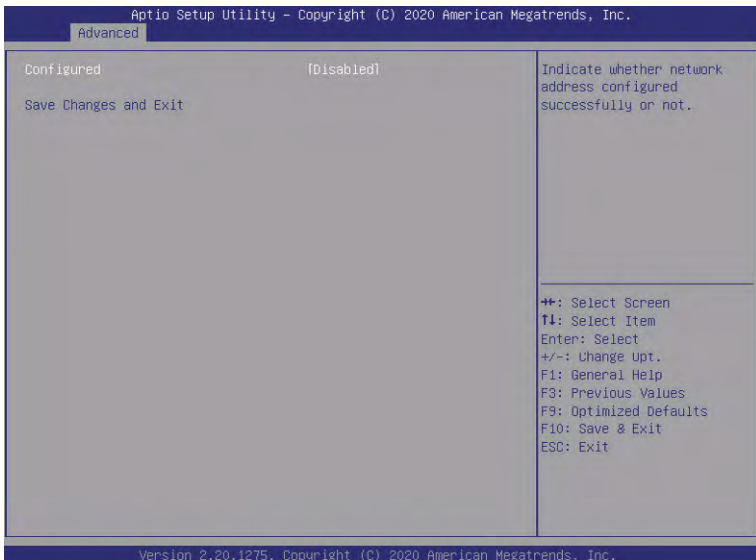 Aptio Setup Utility – Copyright (C) 2020 American Megatrends, Inc.
Advanced
Configured [Disabled]
Save Changes and Exit
Indicate whether network
address configured
successfully or not.
→←: Select Screen
↑↓: Select Item
Enter: Select
+/-: Change Opt.
F1: General Help
F3: Previous Values
F9: Optimized Defaults
F10: Save & Exit
ESC: Exit
Version 2.20.1275. Copyright (C) 2020 American Megatrends, Inc.